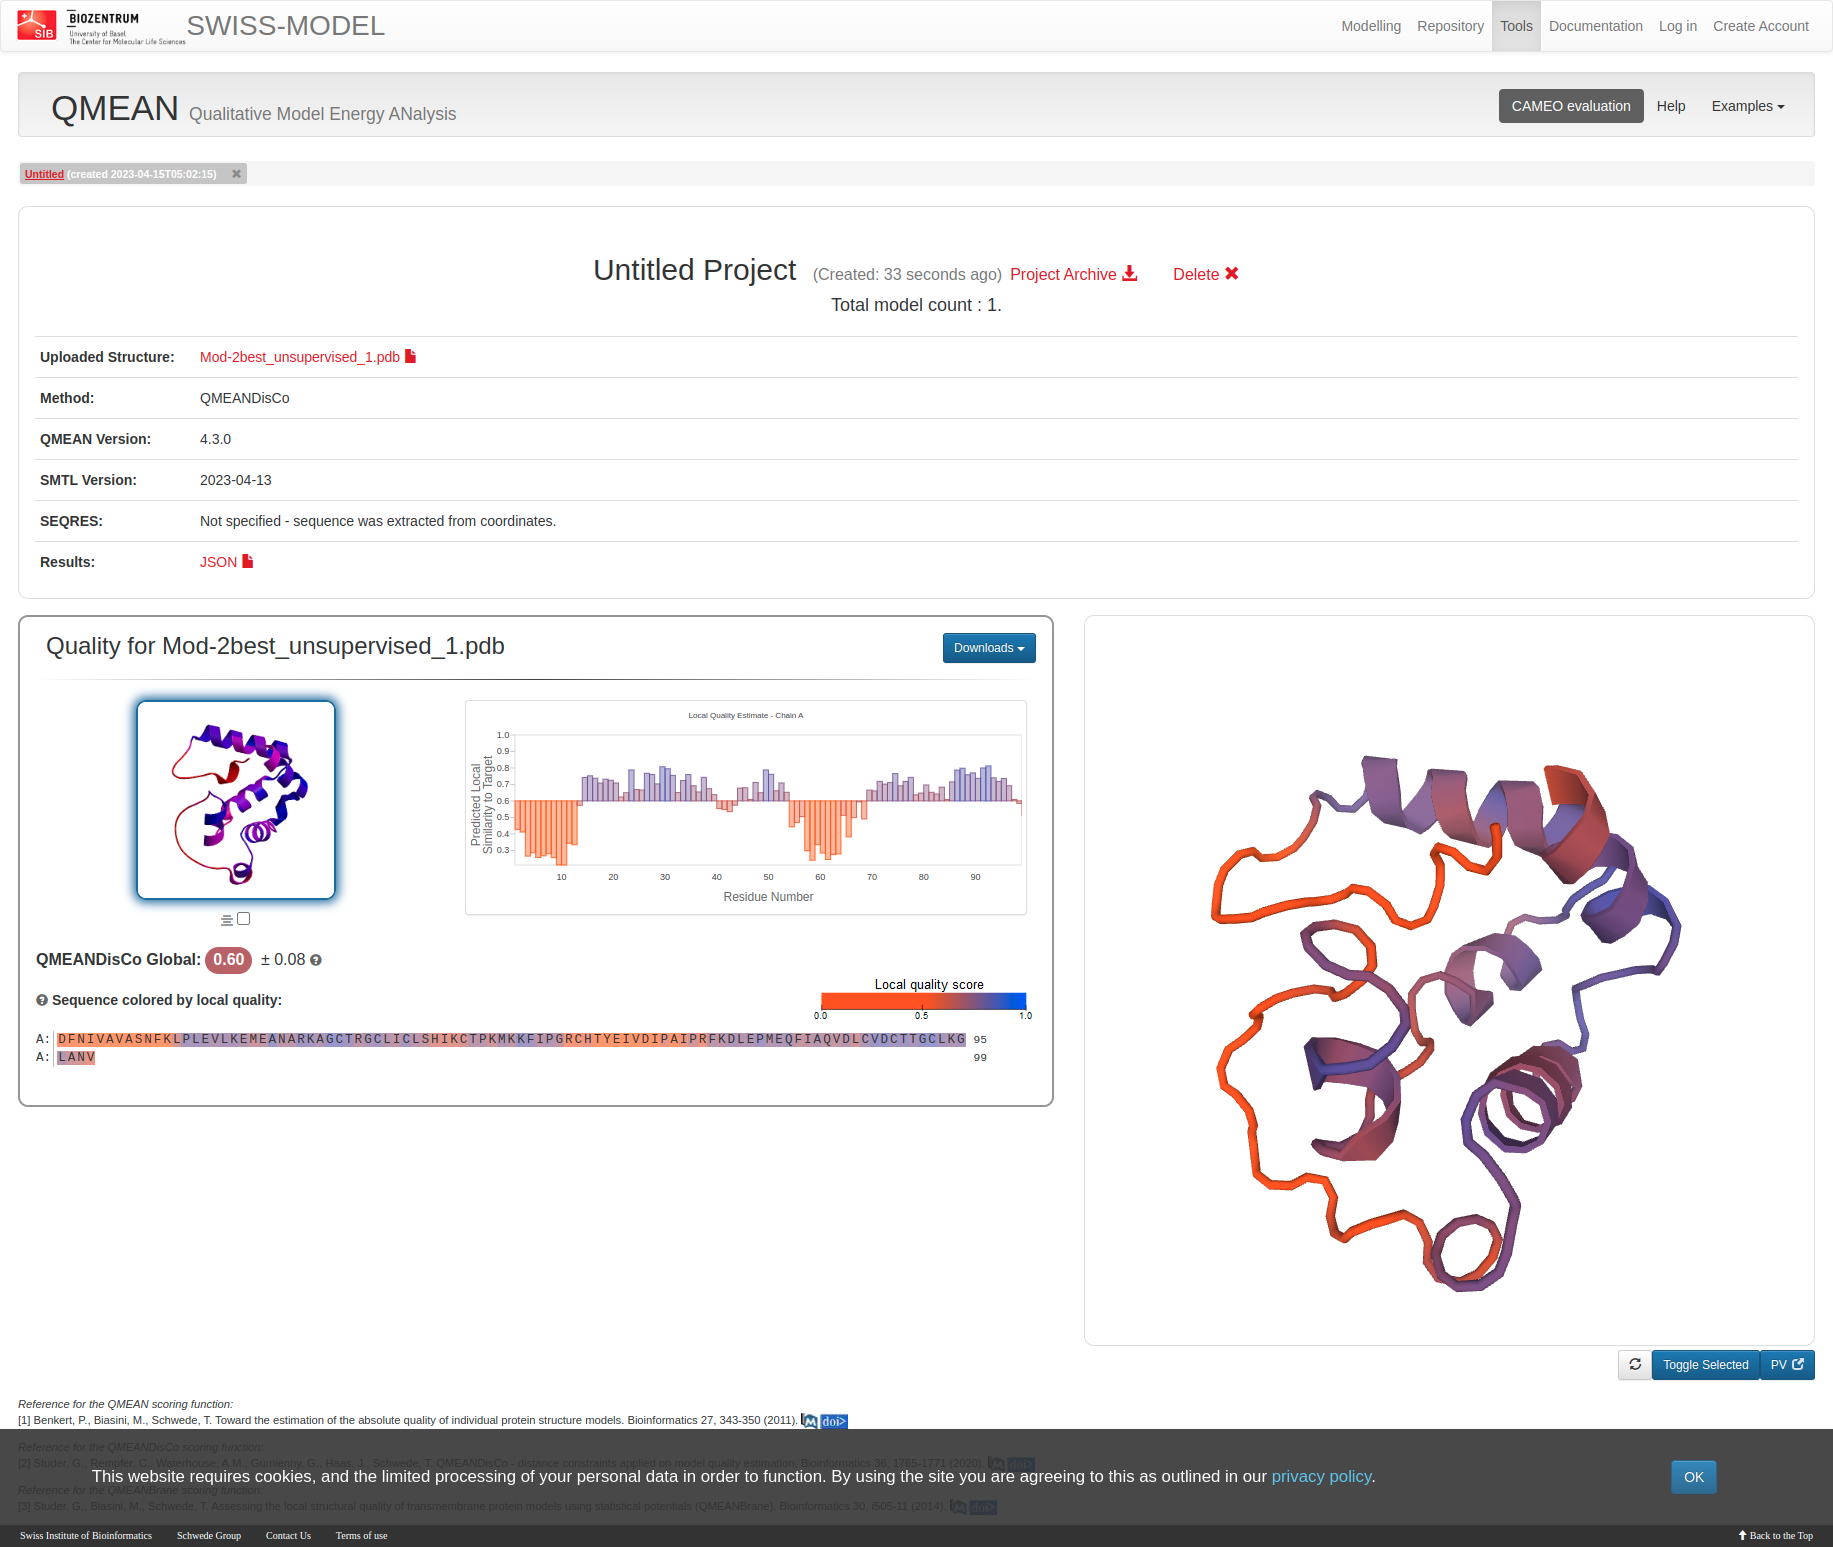 SIB
BIOZENTRUM
University of Basel
The Center for Molecular Life Sciences
SWISS-MODEL
Modelling Repository Tools Documentation Log in Create Account
QMEAN Qualitative Model Energy ANalysis
CAMEO evaluation Help Examples
Untitled (created 2023-04-15T05:02:15)
Untitled Project (Created: 33 seconds ago) Project Archive Delete
Total model count : 1.
Uploaded Structure: Mod-2best_unsupervised_1.pdb
Method: QMEANDisCo
QMEAN Version: 4.3.0
SMTL Version: 2023-04-13
SEQRES: Not specified - sequence was extracted from coordinates.
Results: JSON
Quality for Mod-2best_unsupervised_1.pdb
Downloads
Local Quality Estimate - Chain A
Predicted Local
Similarity to Target
1.0
0.9
0.8
0.7
0.6
0.5
0.4
0.3
10 20 30 40 50 60 70 80 90
Residue Number
QMEANDisCo Global: 0.60 ± 0.08
Sequence colored by local quality:
Local quality score
0.0 0.5 1.0
A: DFNIVAVASNFKLPLEVLKEMEANARKAGCTRGCLICLSHIKCTPKMKKFIPGRCHTYEIVDIPAIPRFKDLEPMEQFIAQVDLCVDCTTGCLKG 95
A: LANV 99
Toggle Selected PV
Reference for the QMEAN scoring function:
[1] Benkert, P., Biasini, M., Schwede, T. Toward the estimation of the absolute quality of individual protein structure models. Bioinformatics 27, 343-350 (2011). M doi>
Reference for the QMEANDisCo scoring function:
[2] Studer, G., Rempfer, C., Waterhouse, A.M., Gumienny, G., Haas, J., Schwede, T. QMEANDisCo - distance constraints applied on model quality estimation. Bioinformatics 36, 1765-1771 (2020). M doi>
This website requires cookies, and the limited processing of your personal data in order to function. By using the site you are agreeing to this as outlined in our privacy policy.
OK
Reference for the QMEANBrane scoring function:
[3] Studer, G., Biasini, M., Schwede, T. Assessing the local structural quality of transmembrane protein models using statistical potentials (QMEANBrane). Bioinformatics 30, i505-11 (2014). M doi>
Swiss Institute of Bioinformatics Schwede Group Contact Us Terms of use
Back to the Top